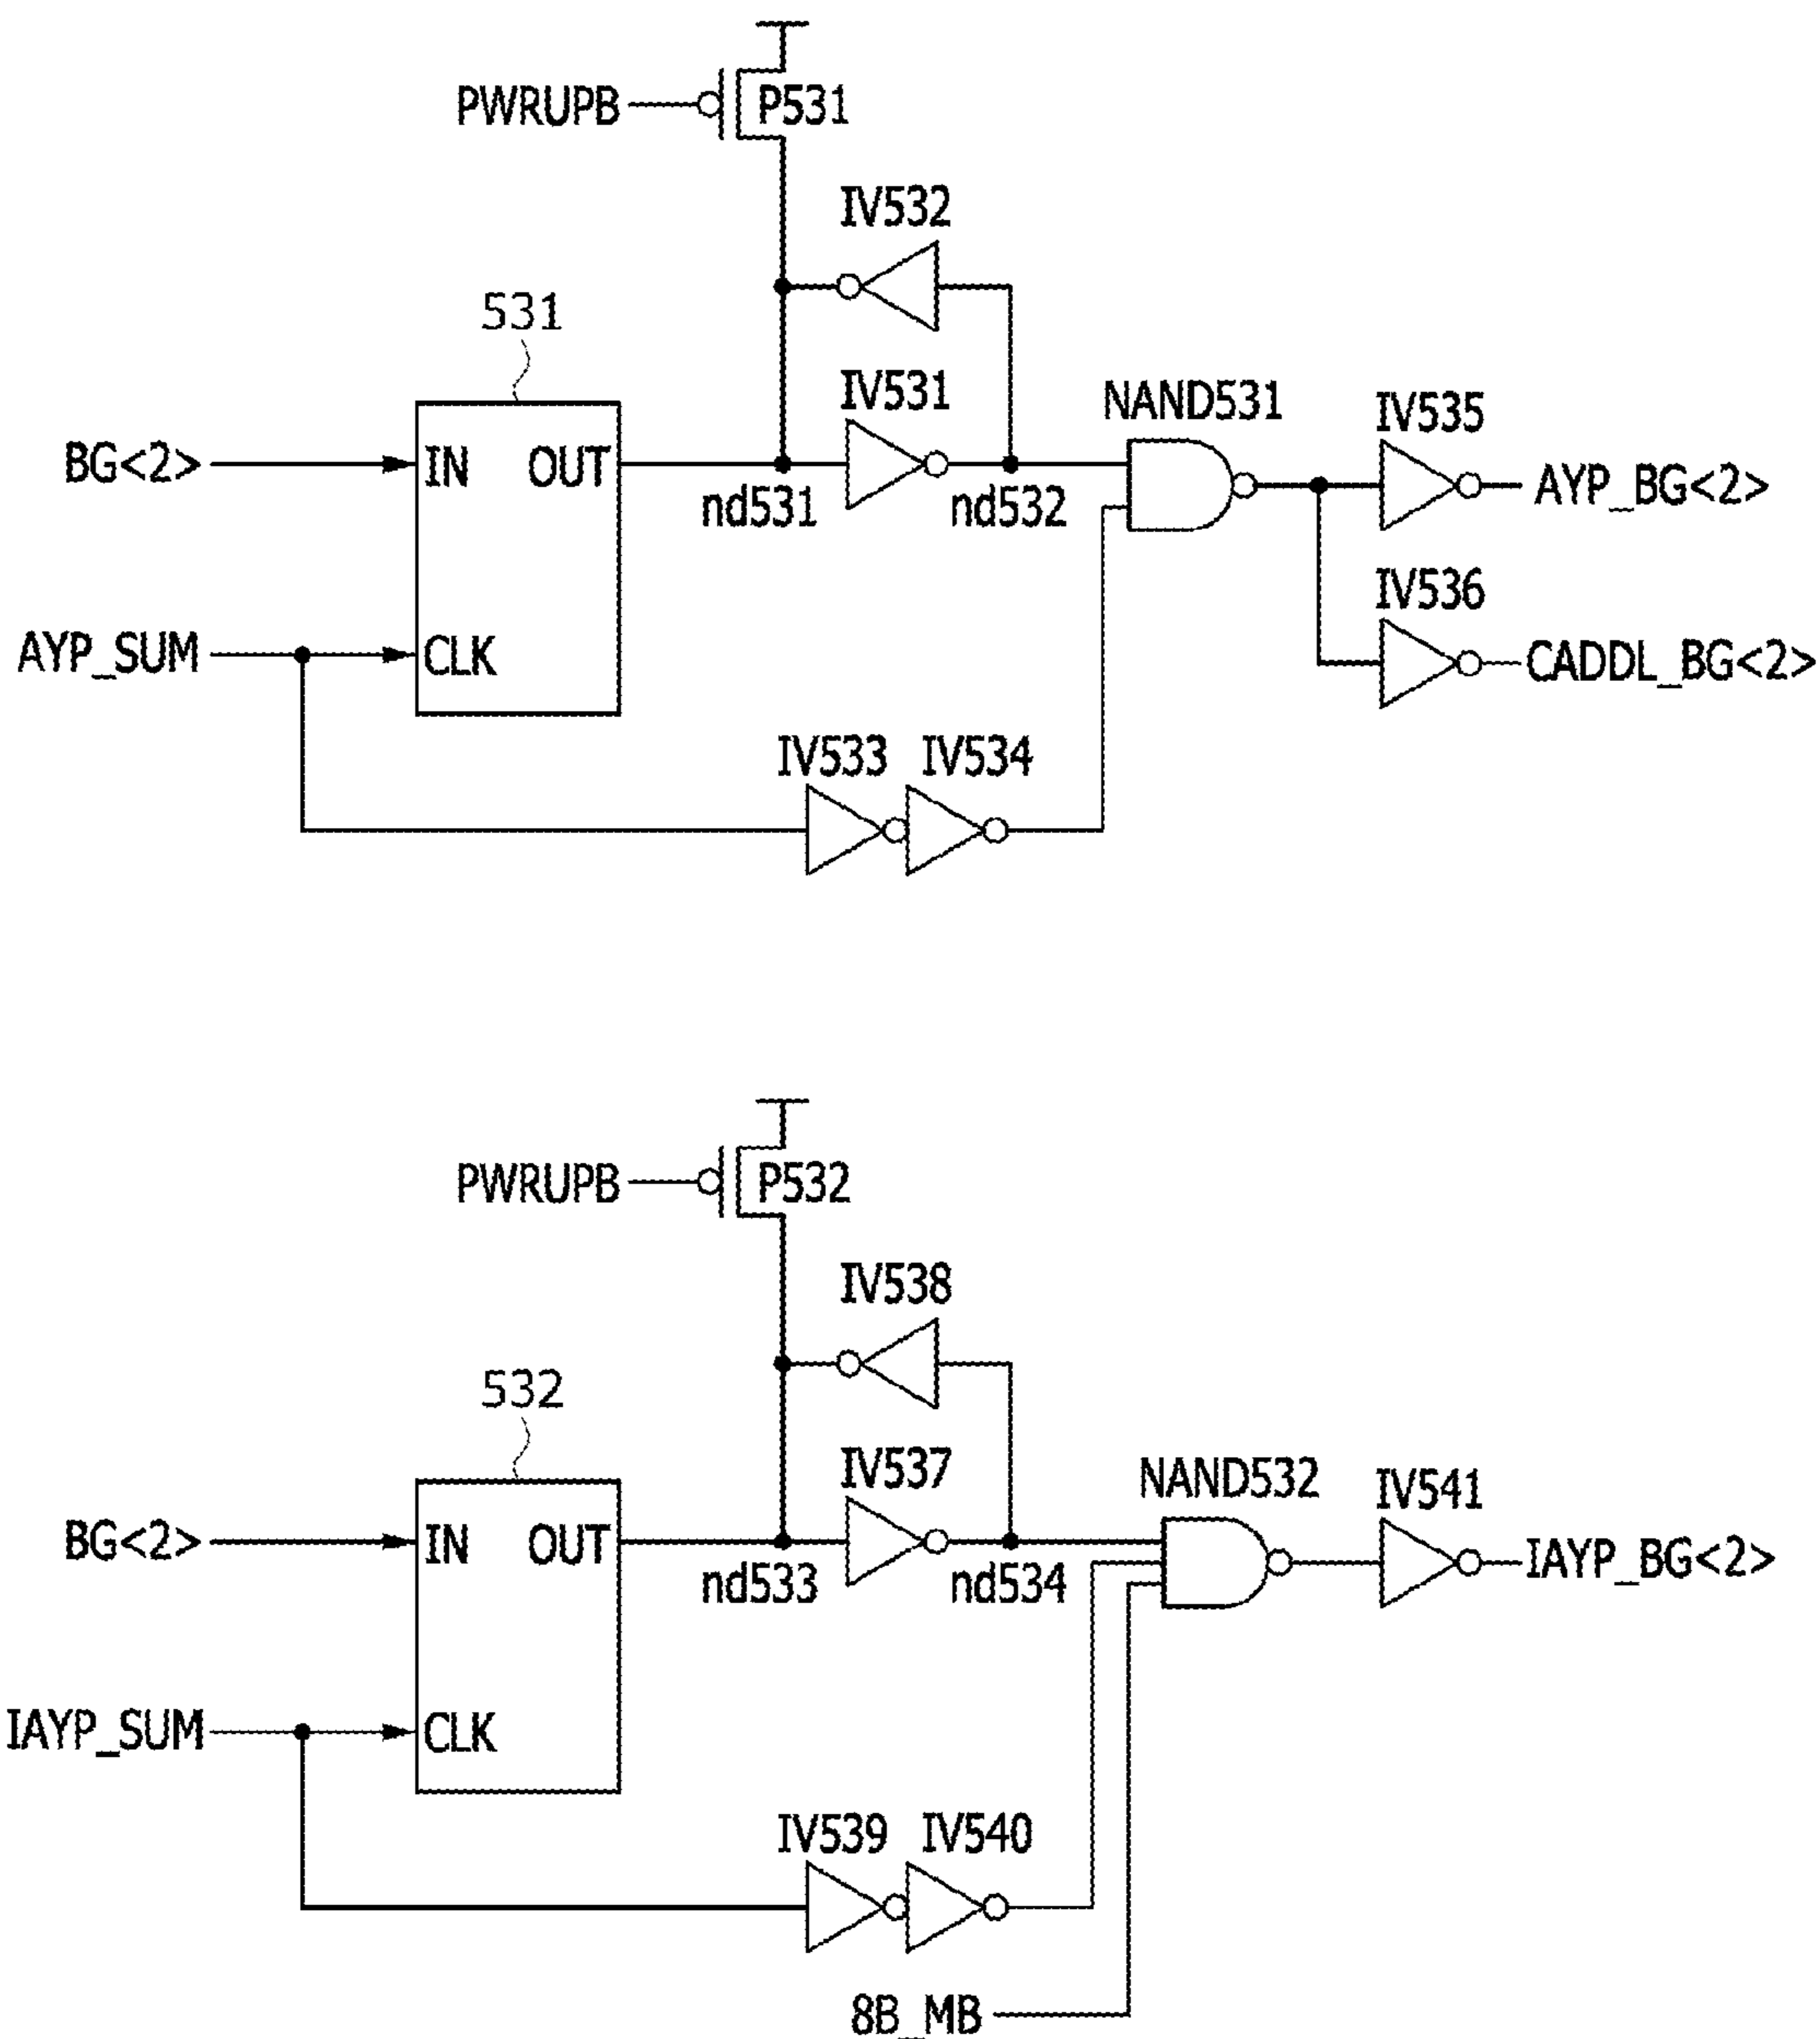 PWRUPB
P531
IV532
531
IV531
NAND531
IV535
BG<2>
IN
OUT
nd531
nd532
AYP_BG<2>
IV536
AYP_SUM
CLK
CADDL_BG<2>
IV533
IV534
PWRUPB
P532
IV538
532
IV537
NAND532
IV541
BG<2>
IN
OUT
nd533
nd534
IAYP_BG<2>
IAYP_SUM
CLK
IV539
IV540
8B_MB